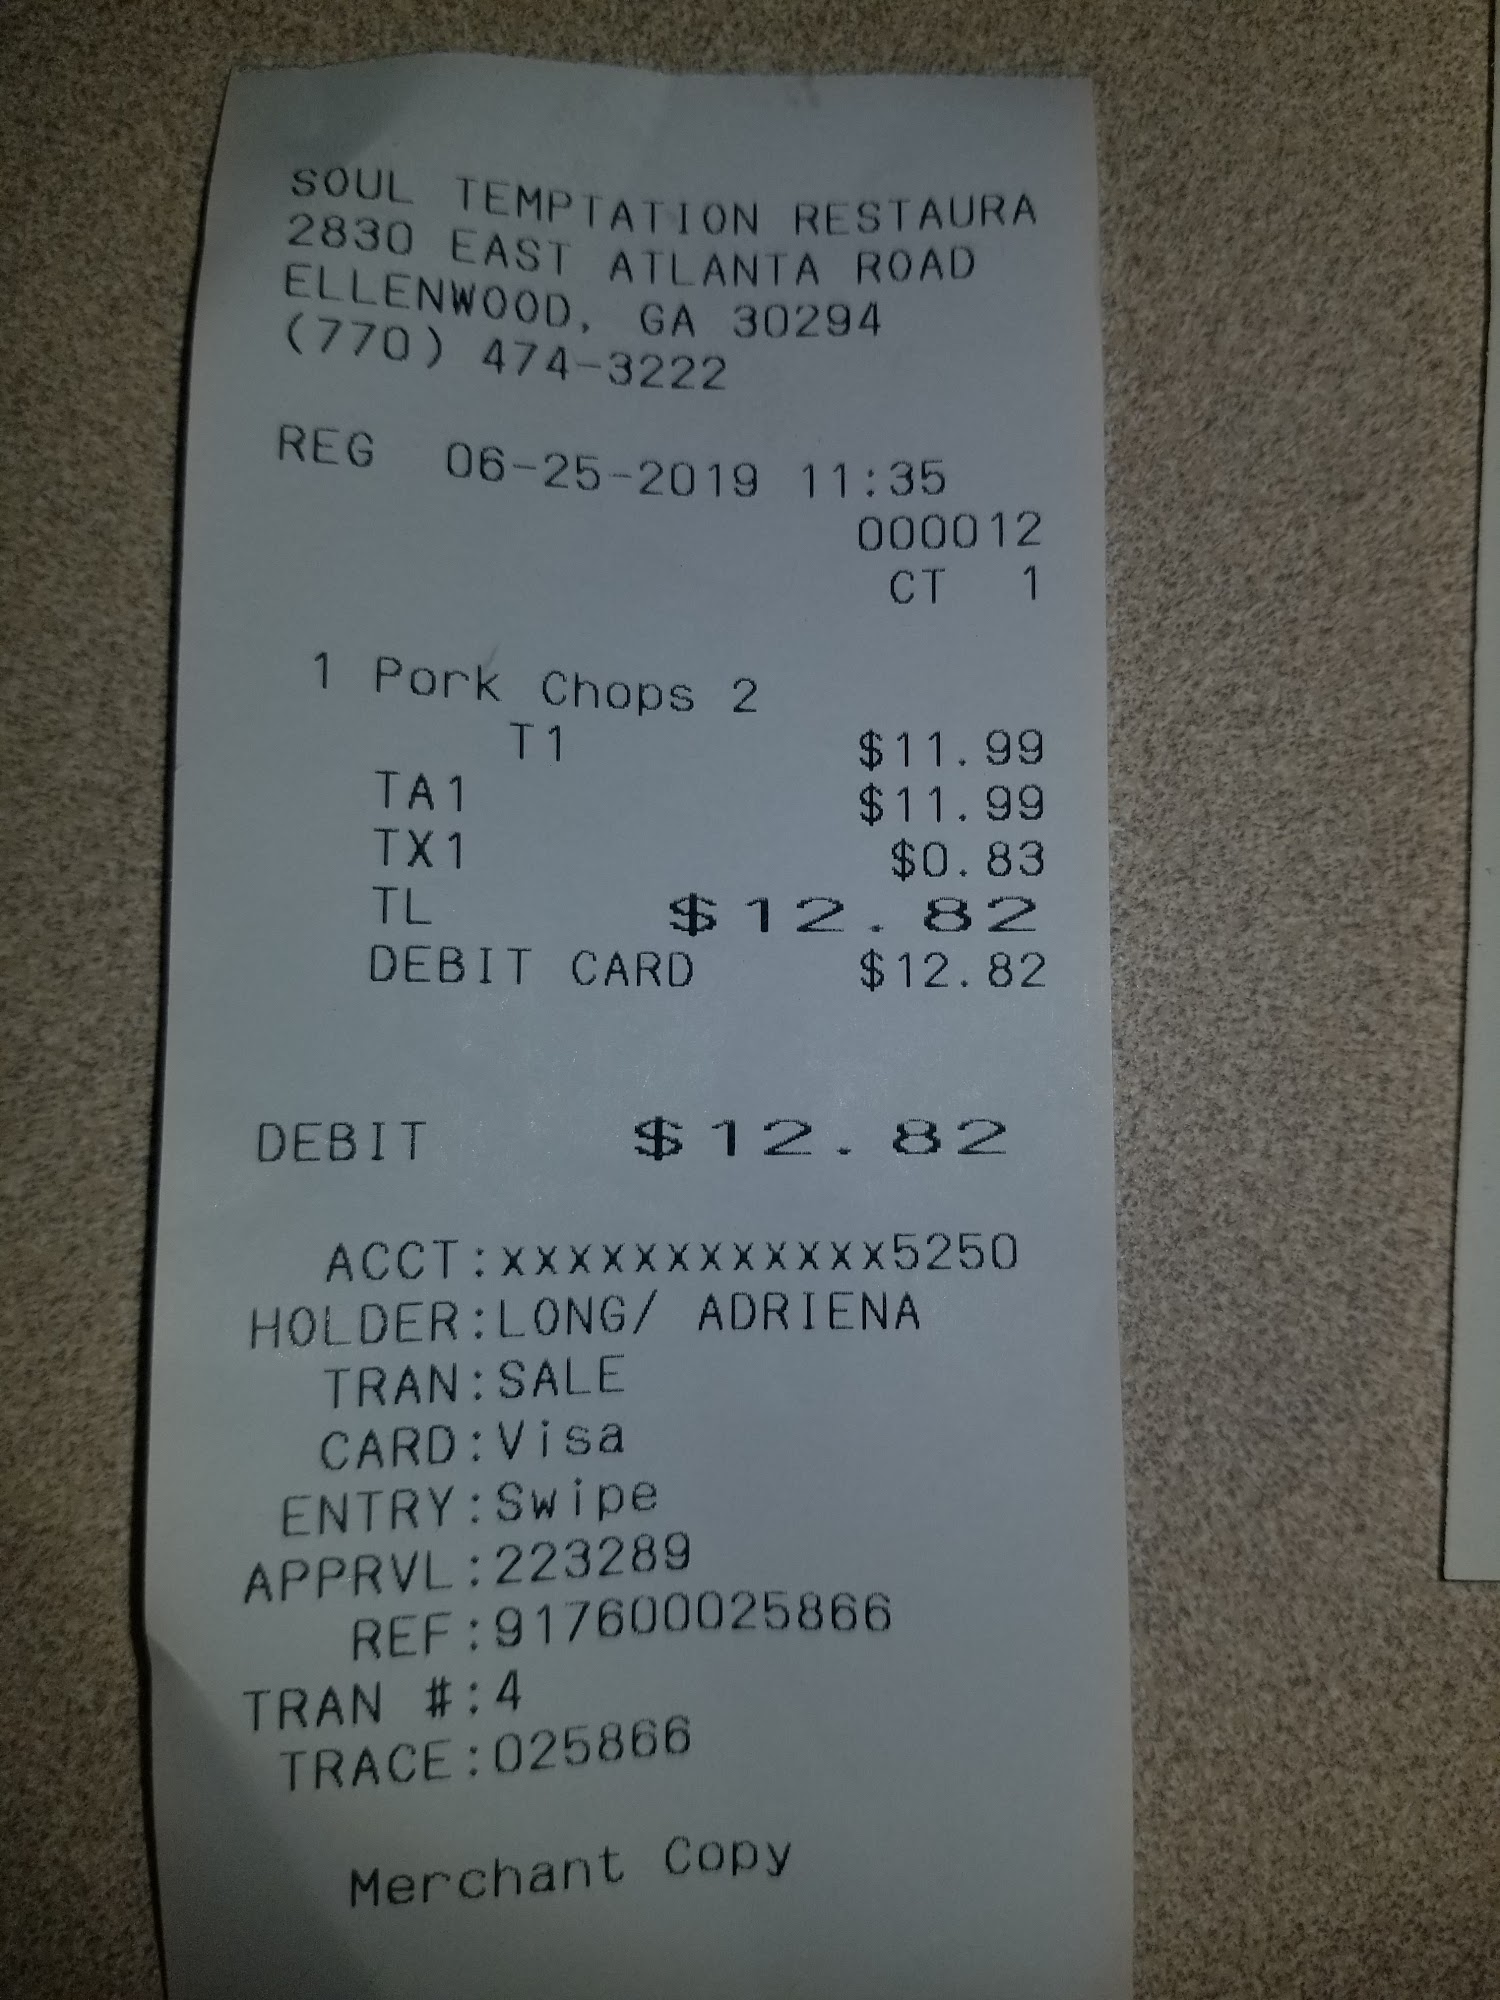 SOUL TEMPTATION RESTAURA
2830 EAST ATLANTA ROAD
ELLENWOOD, GA 30294
(770) 474-3222
REG 06-25-2019 11:35
000012
CT 1
1 Pork Chops 2
T1 $11.99
TA1 $11.99
TX1 $0.83
TL $12.82
DEBIT CARD $12.82
DEBIT $12.82
ACCT:xxxxxxxxxxxx5250
HOLDER:LONG/ ADRIENA
TRAN:SALE
CARD:Visa
ENTRY:Swipe
APPRVL:223289
REF:917600025866
TRAN #:4
TRACE:025866
Merchant Copy